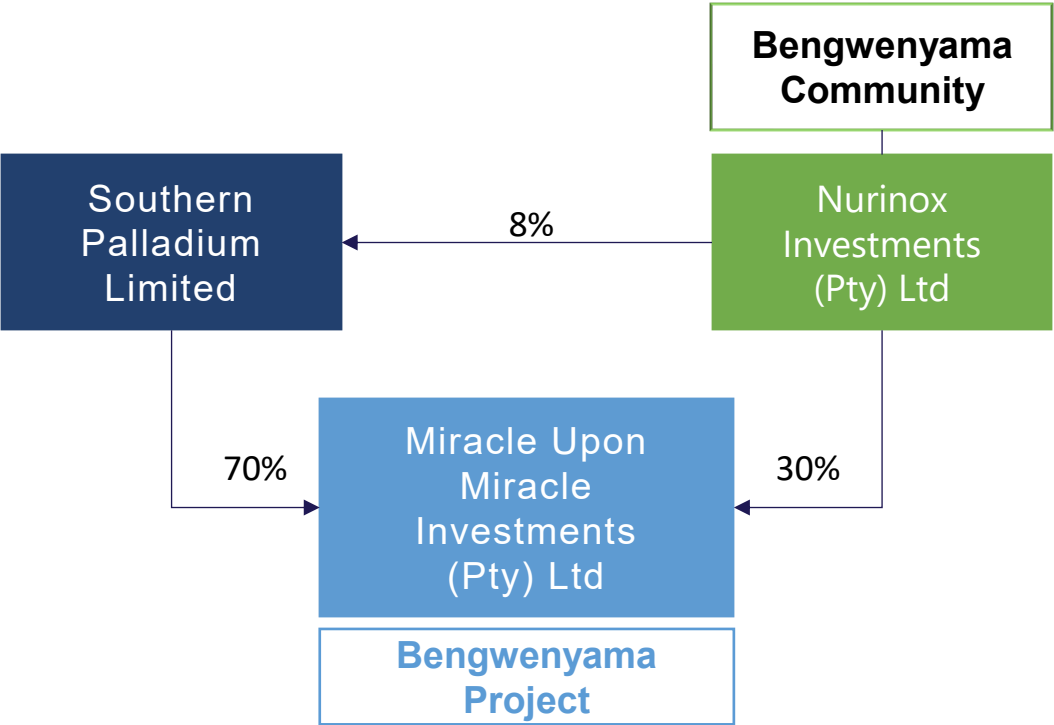 Bengwenyama
Community
Southern
Palladium
Limited
8%
Nurinox
Investments
(Pty) Ltd
70%
Miracle Upon
Miracle
Investments
(Pty) Ltd
30%
Bengwenyama
Project